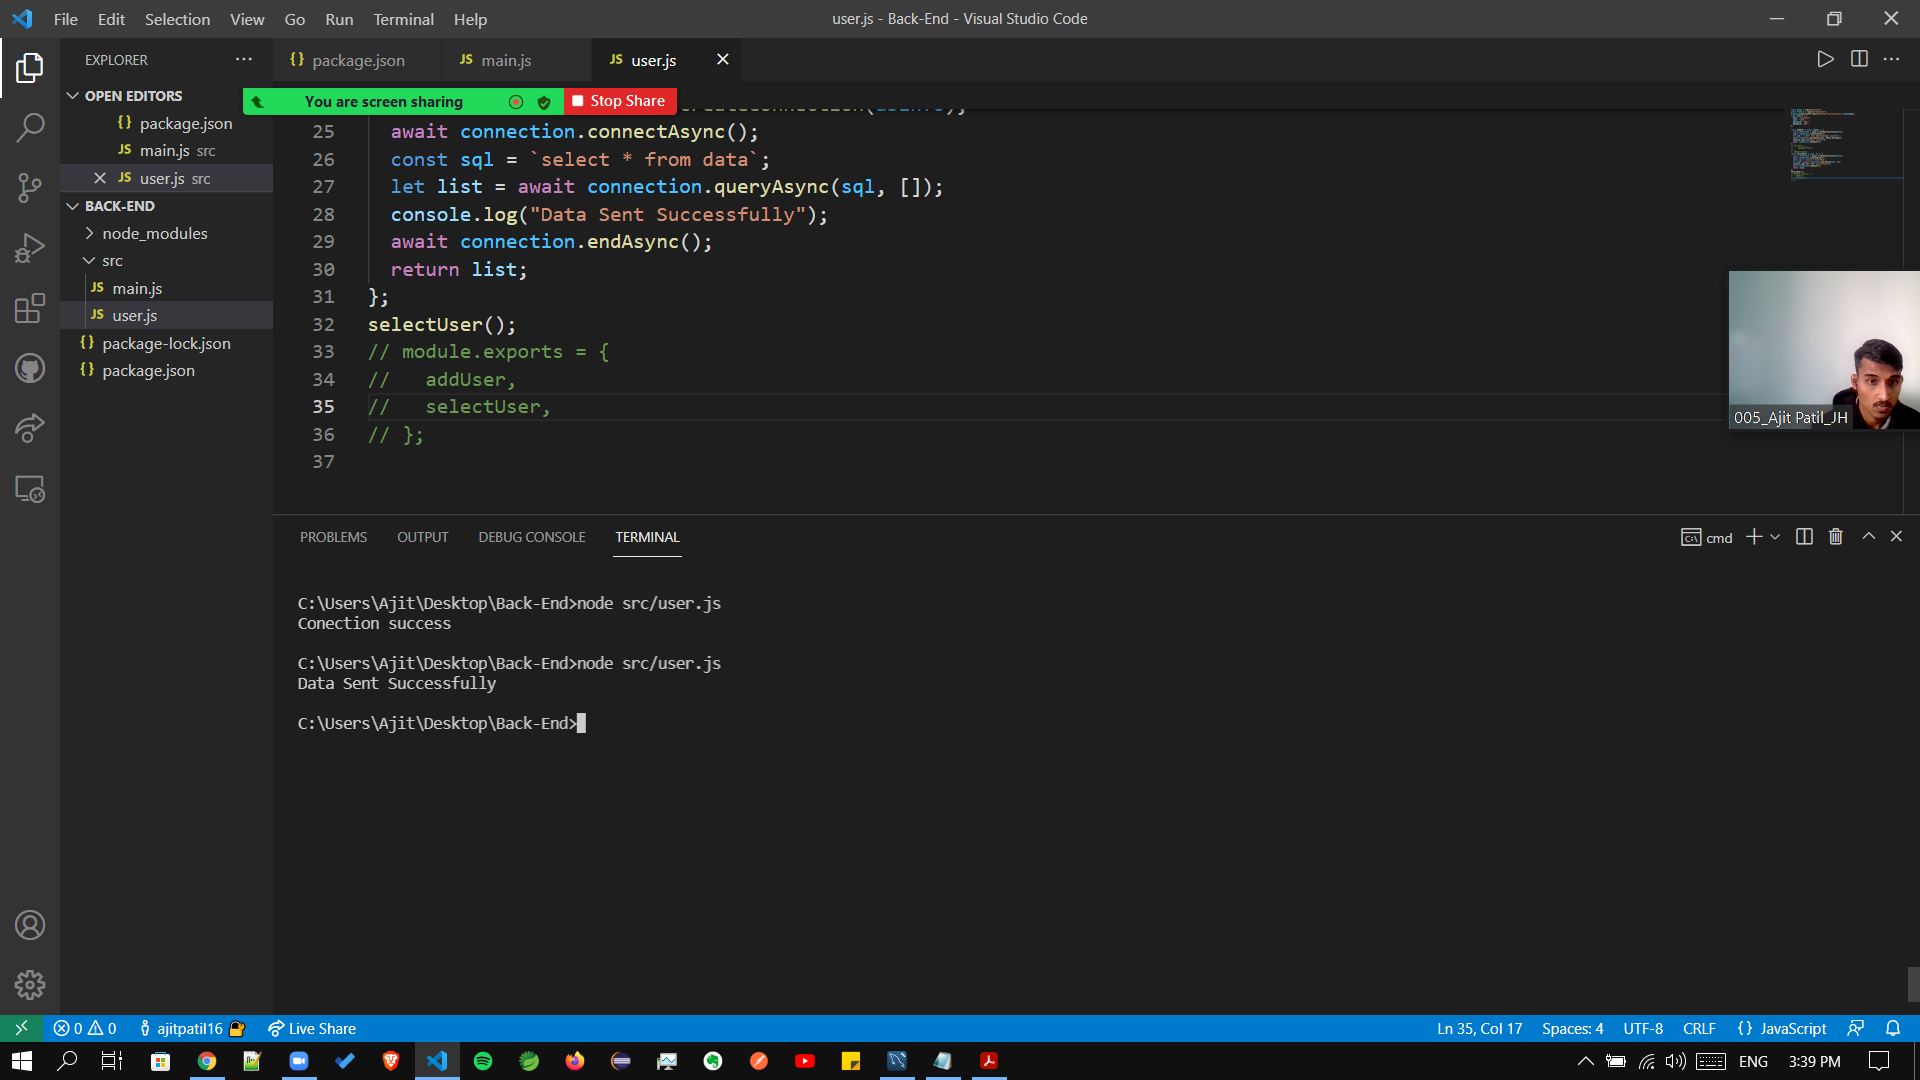 File Edit Selection View Go Run Terminal Help
user.js - Back-End - Visual Studio Code
EXPLORER
package.json
JS main.js
JS user.js
OPEN EDITORS
package.json
JS main.js src
JS user.js src
BACK-END
node_modules
src
JS main.js
JS user.js
package-lock.json
package.json
You are screen sharing
Stop Share
25 await connection.connectAsync();
26 const sql = `select * from data`;
27 let list = await connection.queryAsync(sql, []);
28 console.log("Data Sent Successfully");
29 await connection.endAsync();
30 return list;
31 };
32 selectUser();
33 // module.exports = {
34 //   addUser,
35 //   selectUser,
36 // };
37
005_Ajit Patil_JH
PROBLEMS OUTPUT DEBUG CONSOLE TERMINAL
cmd
C:\Users\Ajit\Desktop\Back-End>node src/user.js
Conection success
C:\Users\Ajit\Desktop\Back-End>node src/user.js
Data Sent Successfully
C:\Users\Ajit\Desktop\Back-End>
0 0 ajitpatil16 Live Share
Ln 35, Col 17 Spaces: 4 UTF-8 CRLF {} JavaScript
ENG 3:39 PM